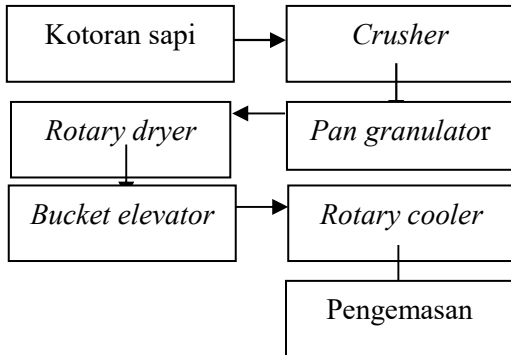 Kotoran sapi
Crusher
Rotary dryer
Pan granulator
Bucket elevator
Rotary cooler
Pengemasan